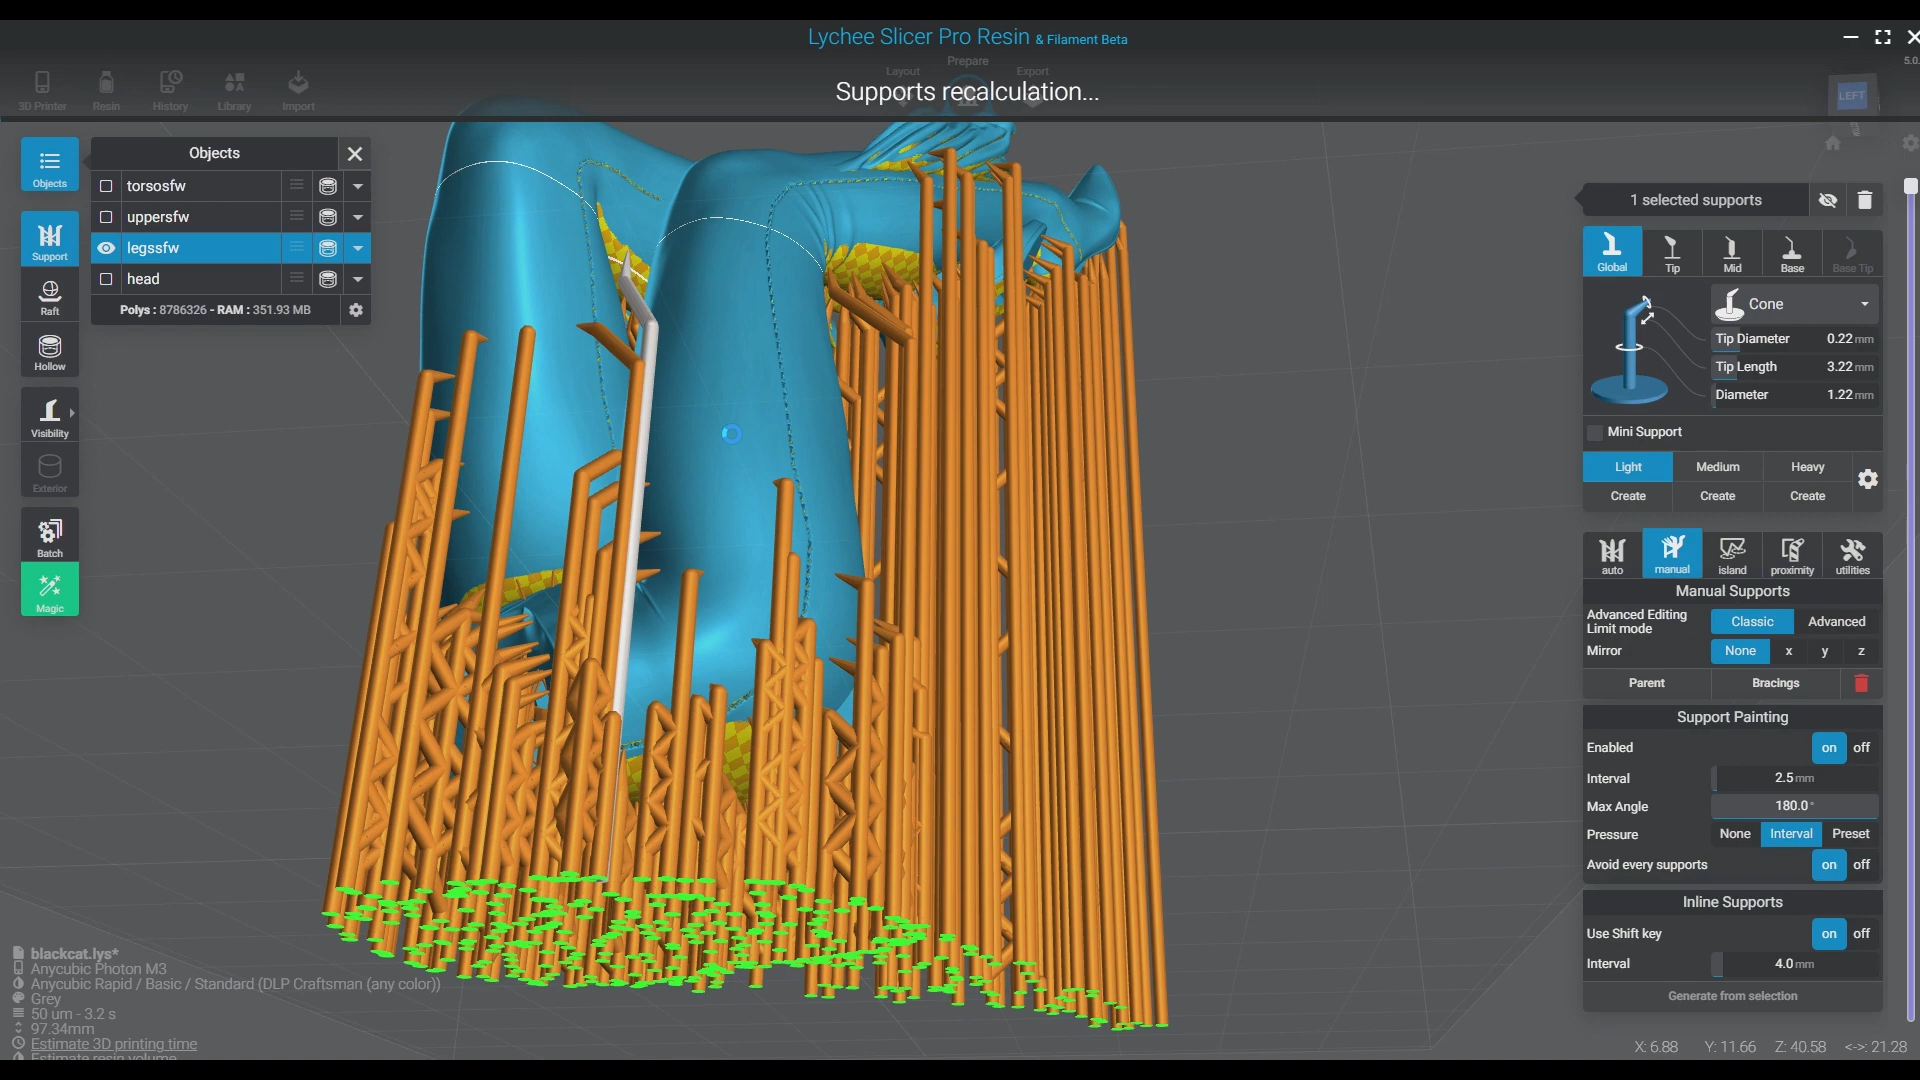 Lychee Slicer Pro Resin & Filament Beta
5.0.
Layout
Prepare
Export
Supports recalculation...
3D Printer
Resin
History
Library
Import
LEFT
Objects
Support
Raft
Hollow
Visibility
Exterior
Batch
Magic
Objects
torsosfw
uppersfw
legssfw
head
Polys : 8786326 - RAM : 351.93 MB
1 selected supports
Global
Tip
Mid
Base
Base Tip
Cone
Tip Diameter 0.22 mm
Tip Length 3.22 mm
Diameter 1.22 mm
Mini Support
Light Medium Heavy
Create Create Create
auto manual island proximity utilities
Manual Supports
Advanced Editing
Limit mode
Classic Advanced
Mirror None x y z
Parent Bracings
Support Painting
Enabled on off
Interval 2.5 mm
Max Angle 180.0 °
Pressure None Interval Preset
Avoid every supports on off
Inline Supports
Use Shift key on off
Interval 4.0 mm
Generate from selection
blackcat.lys*
Anycubic Photon M3
Anycubic Rapid / Basic / Standard (DLP Craftsman (any color))
Grey
50 um - 3.2 s
97.34mm
Estimate 3D printing time
Estimate resin volume
X: 6.88 Y: 11.66 Z: 40.58 <->: 21.28